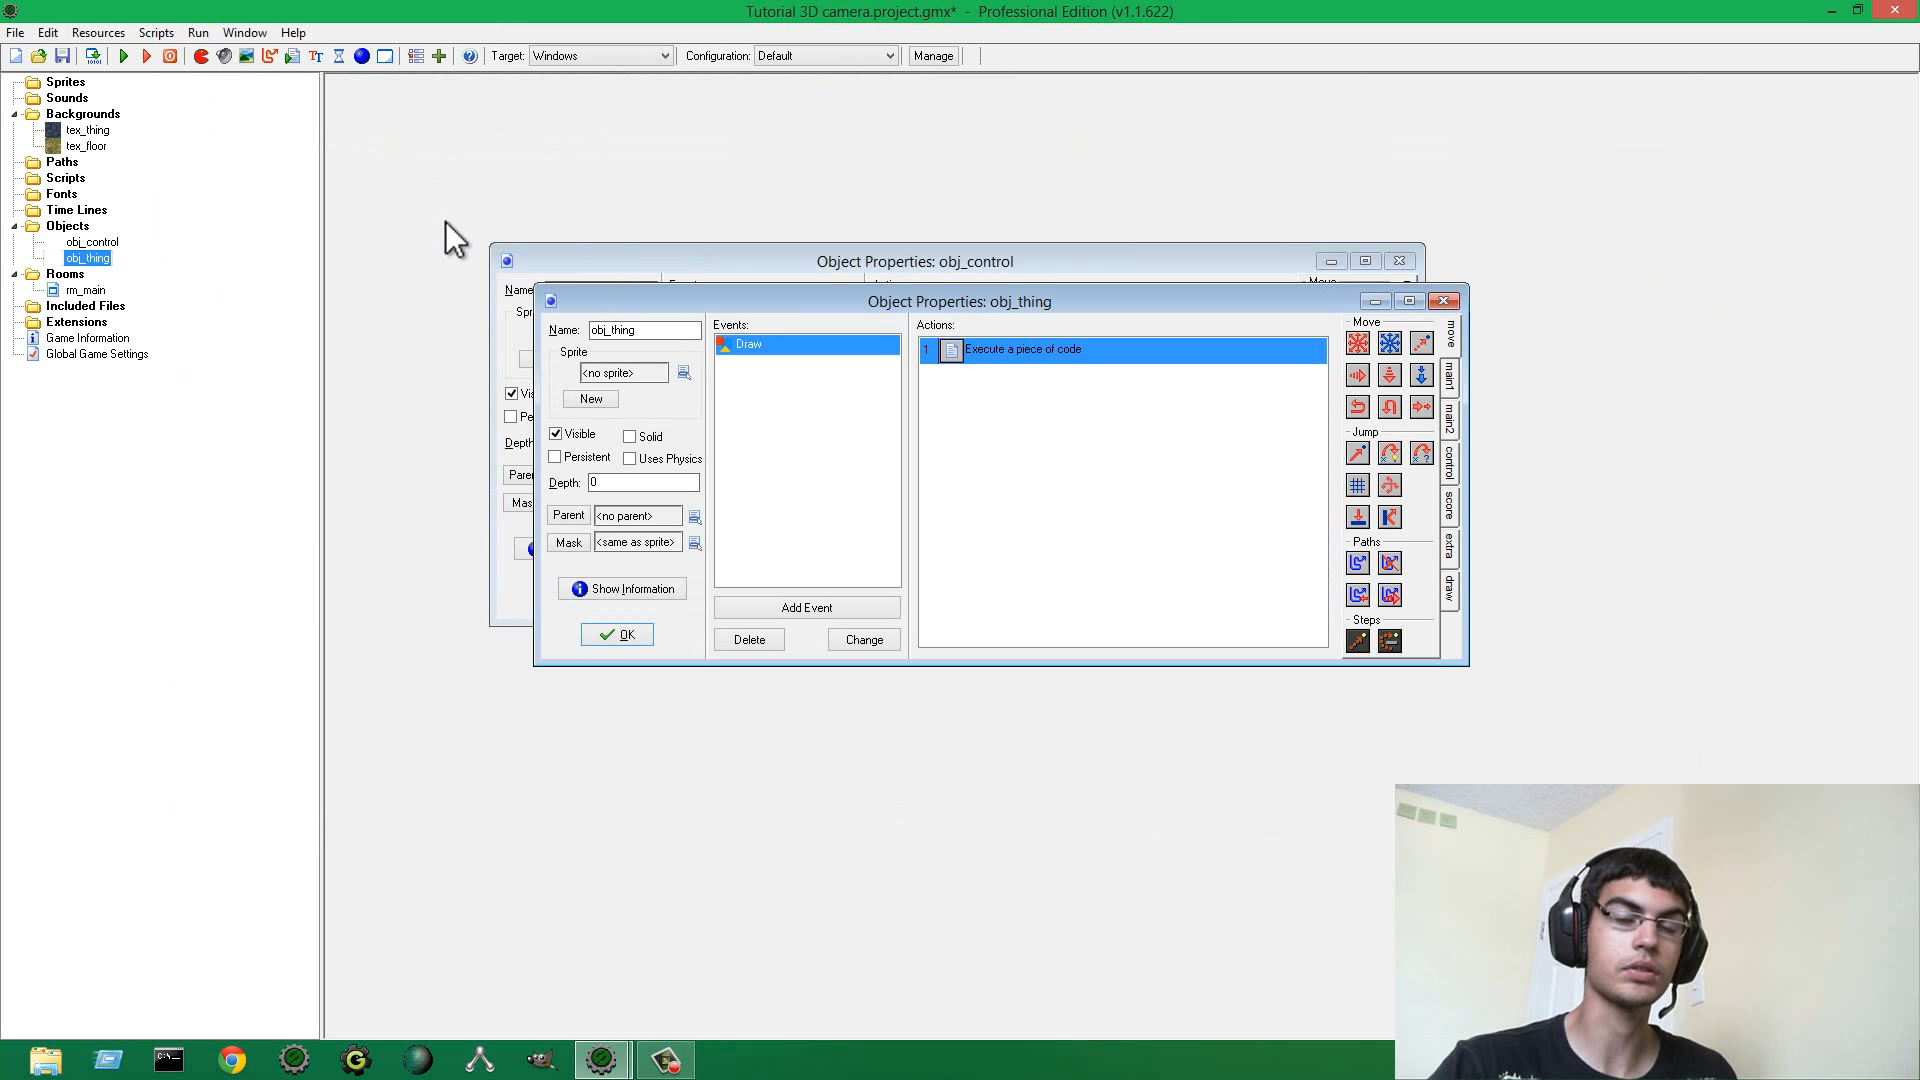 Tutorial 3D camera.project.gmx* - Professional Edition (v1.1.622)
File Edit Resources Scripts Run Window Help
Target: Windows Configuration: Default Manage
Sprites
Sounds
Backgrounds
tex_thing
tex_floor
Paths
Scripts
Fonts
Time Lines
Objects
obj_control
obj_thing
Rooms
rm_main
Included Files
Extensions
Game Information
Global Game Settings
Object Properties: obj_control
Name
Object Properties: obj_thing
Name: obj_thing
Sprite
<no sprite>
New
Visible Solid
Persistent Uses Physics
Depth: 0
Parent <no parent>
Mask <same as sprite>
Show Information
OK
Events:
Draw
Add Event
Delete Change
Actions:
1 Execute a piece of code
Move
Jump
Paths
Steps
move
main1
main2
control
score
extra
draw